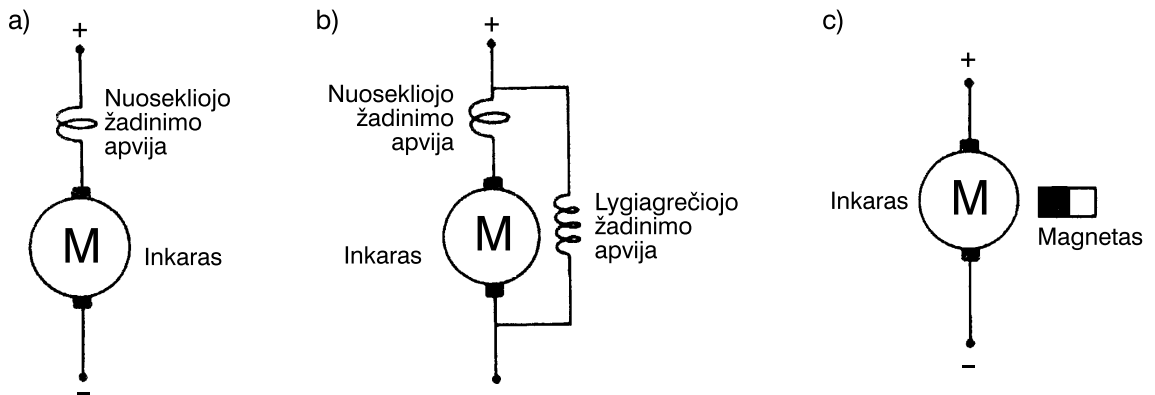 a)
+
Nuosekliojo
žadinimo
apvija
M
Inkaras
–
b)
+
Nuosekliojo
žadinimo
apvija
M
Inkaras
Lygiagrečiojo
žadinimo
apvija
c)
+
M
Inkaras
Magnetas
–